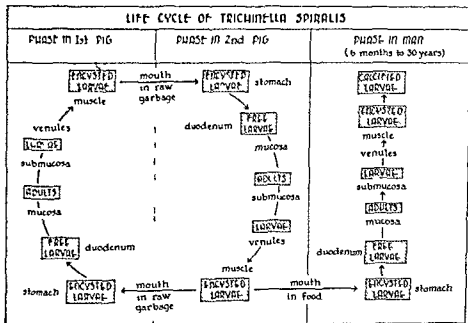 LIFE CYCLE OF TRICHINELLA SPIRALIS
PHASE IN 1st PIG
PHASE IN 2nd PIG
PHASE IN MAN
(6 months to 30 years)
ENCYSTED
LARVAE
muscle
venules
LARVAE
submucosa
ADULTS
mucosa
FREE
LARVAE
duodenum
stomach
ENCYSTED
LARVAE
mouth
in raw
garbage
mouth
in raw
garbage
ENCYSTED
LARVAE
stomach
duodenum
FREE
LARVAE
mucosa
ADULTS
submucosa
LARVAE
venules
muscle
ENCYSTED
LARVAE
mouth
in food
CALCIFIED
LARVAE
ENCYSTED
LARVAE
muscle
venules
LARVAE
submucosa
ADULTS
mucosa
duodenum
FREE
LARVAE
ENCYSTED
LARVAE
stomach